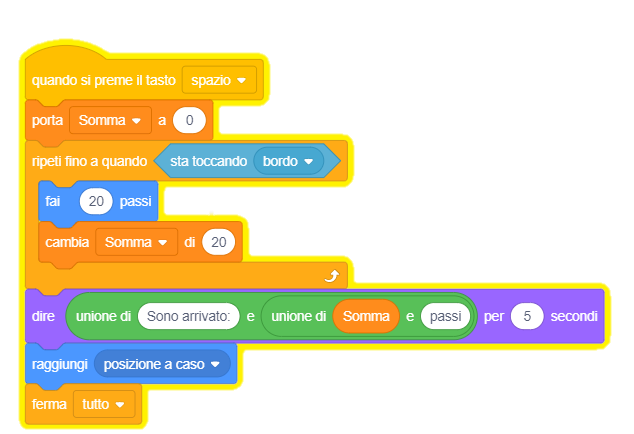 quando si preme il tasto spazio
porta Somma a 0
ripeti fino a quando sta toccando bordo
fai 20 passi
cambia Somma di 20
dire unione di Sono arrivato: e unione di Somma e passi per 5 secondi
raggiungi posizione a caso
ferma tutto